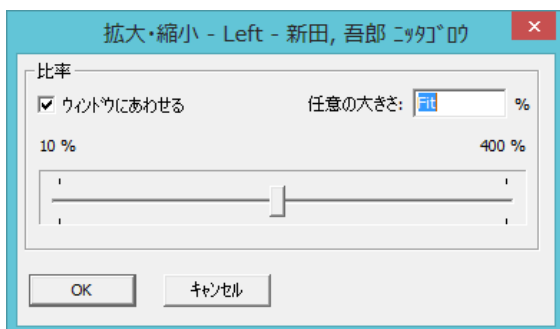 拡大・縮小 - Left - 新田, 吾郎 ﾆｯﾀｺﾞﾛｳ
比率
ｳｨﾝﾄﾞｳにあわせる
任意の大きさ: Fit %
10 %
400 %
OK
ｷｬﾝｾﾙ